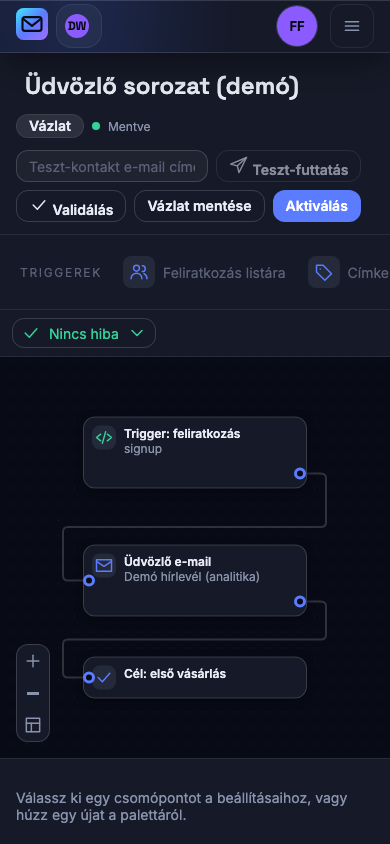 DW
FF
Üdvözlő sorozat (demó)
Vázlat
Mentve
Teszt-kontakt e-mail címe
Teszt-futtatás
Validálás
Vázlat mentése
Aktiválás
TRIGGEREK
Feliratkozás listára
Címke
Nincs hiba
Trigger: feliratkozás
signup
Üdvözlő e-mail
Demó hírlevél (analitika)
Cél: első vásárlás
Válassz ki egy csomópontot a beállításaihoz, vagy
húzz egy újat a palettáról.